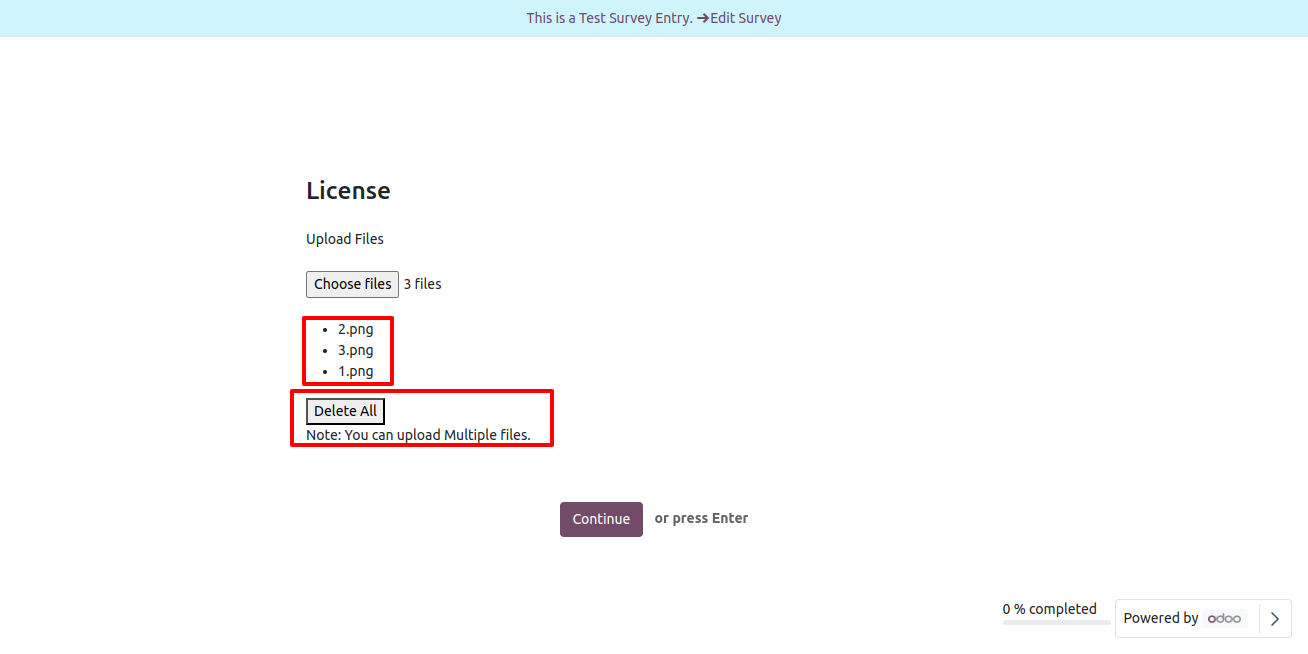 This is a Test Survey Entry. ➔Edit Survey
License
Upload Files
Choose files 3 files
• 2.png
• 3.png
• 1.png
Delete All
Note: You can upload Multiple files.
Continue or press Enter
0 % completed
Powered by odoo